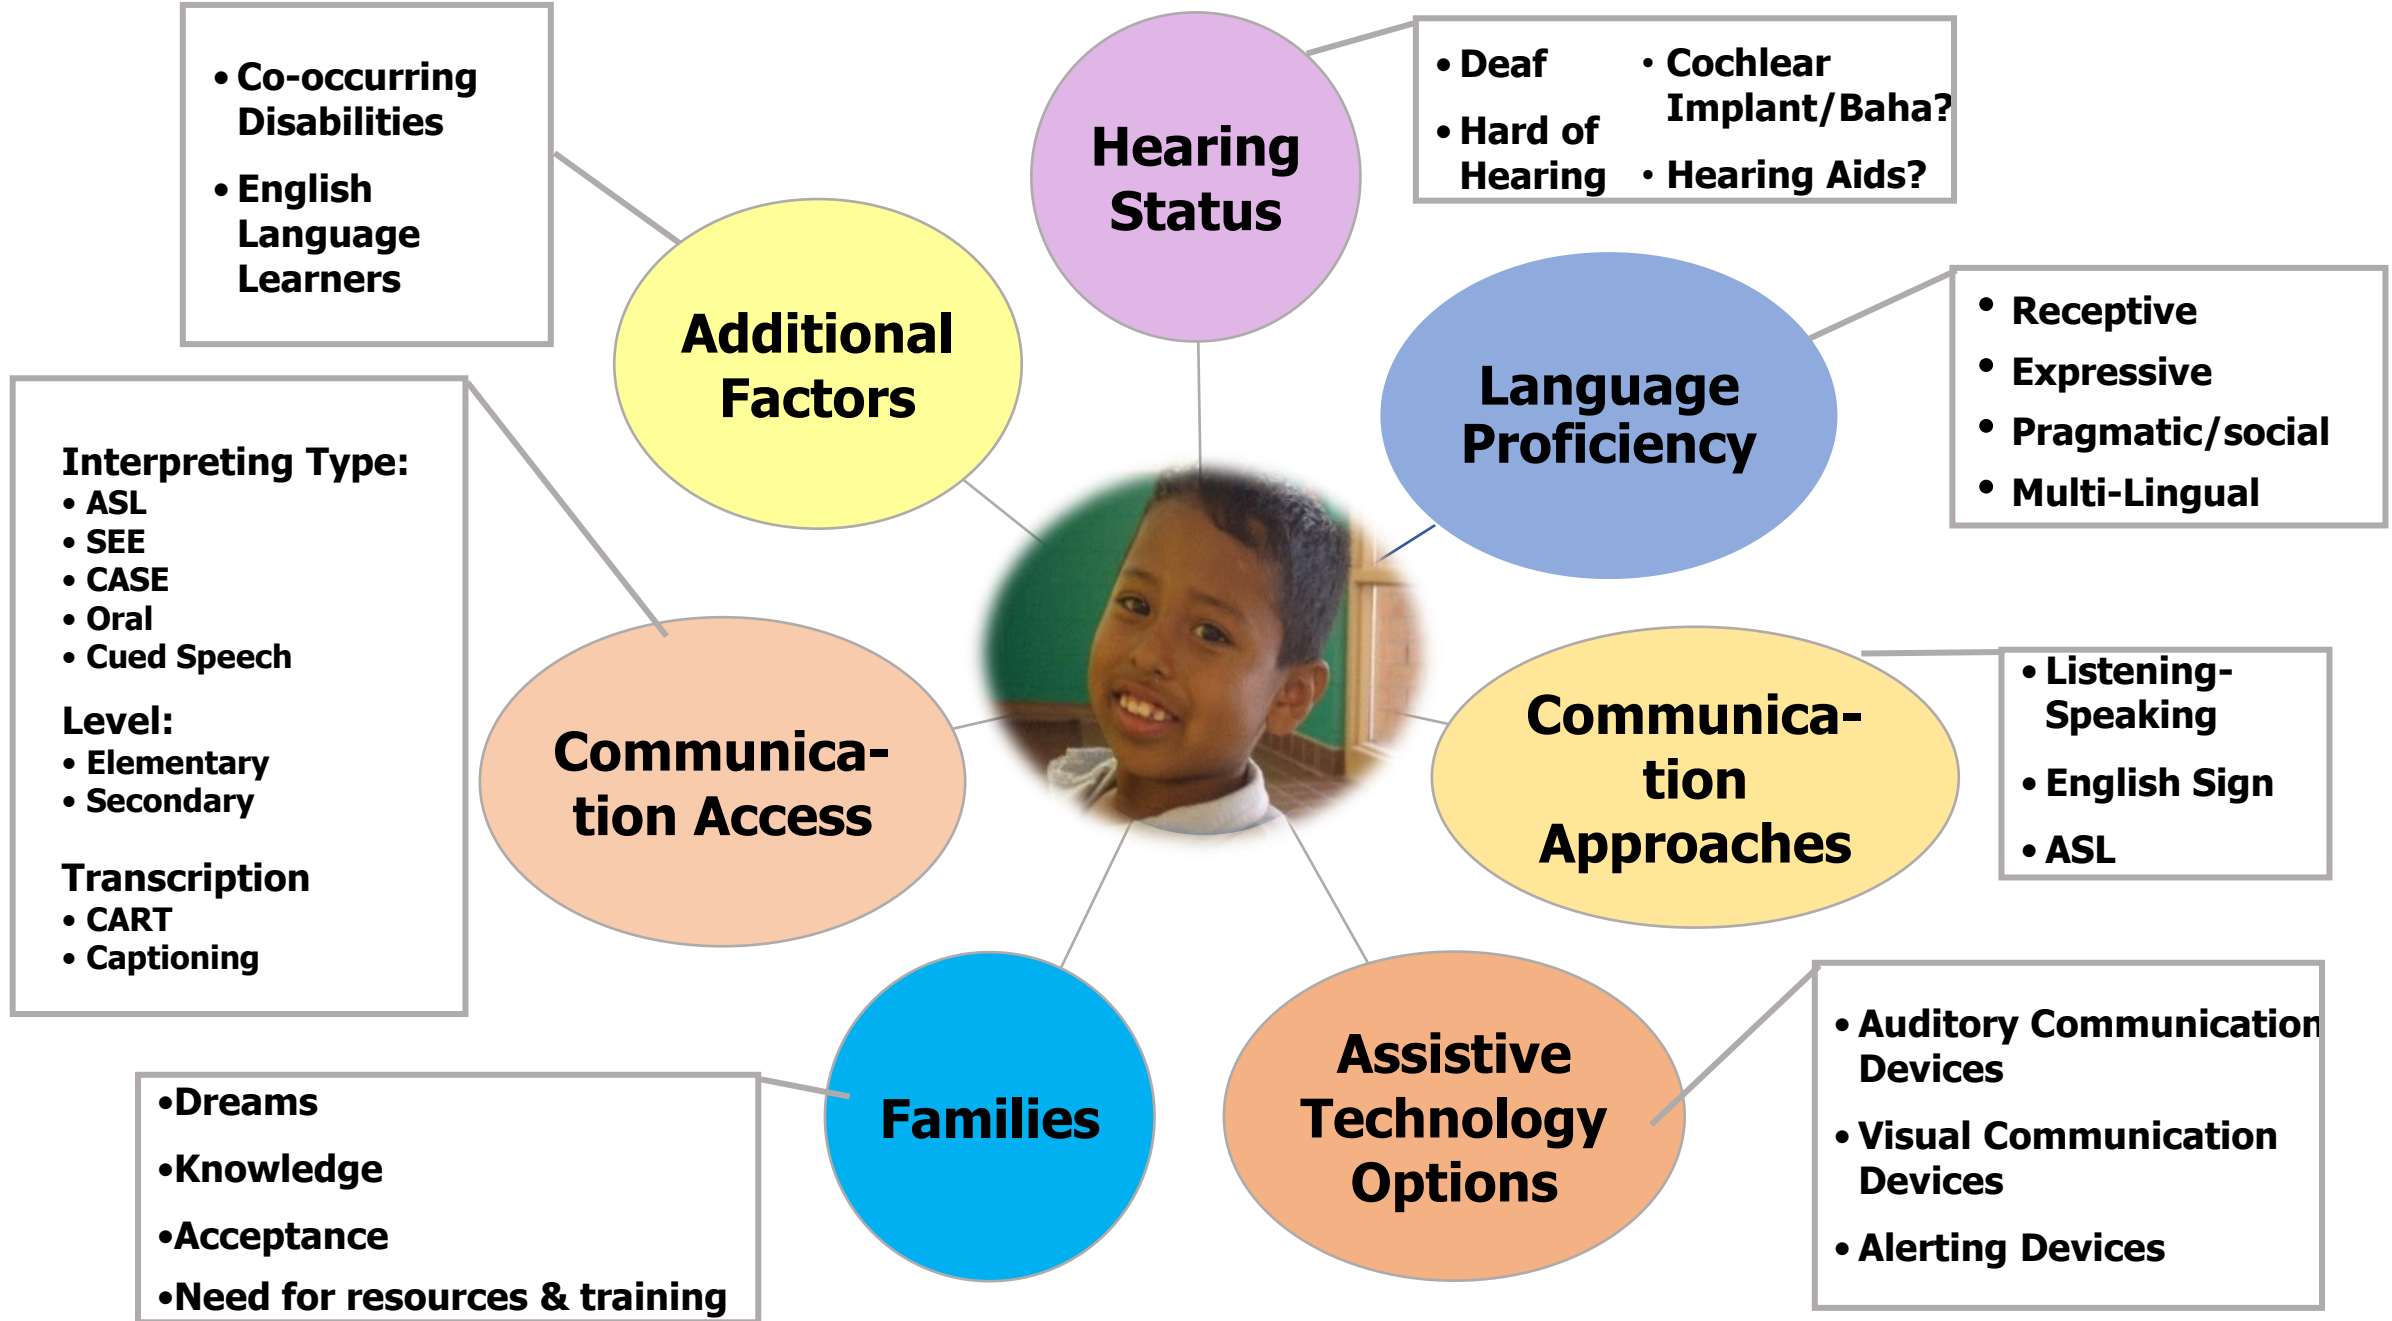 Hearing
Status
• Deaf
• Hard of
Hearing
• Cochlear
Implant/Baha?
• Hearing Aids?
Language
Proficiency
• Receptive
• Expressive
• Pragmatic/social
• Multi-Lingual
Communica-
tion
Approaches
• Listening-
Speaking
• English Sign
• ASL
Assistive
Technology
Options
• Auditory Communication
Devices
• Visual Communication
Devices
• Alerting Devices
Families
•Dreams
•Knowledge
•Acceptance
•Need for resources & training
Communica-
tion Access
Interpreting Type:
• ASL
• SEE
• CASE
• Oral
• Cued Speech
Level:
• Elementary
• Secondary
Transcription
• CART
• Captioning
Additional
Factors
• Co-occurring
Disabilities
• English
Language
Learners